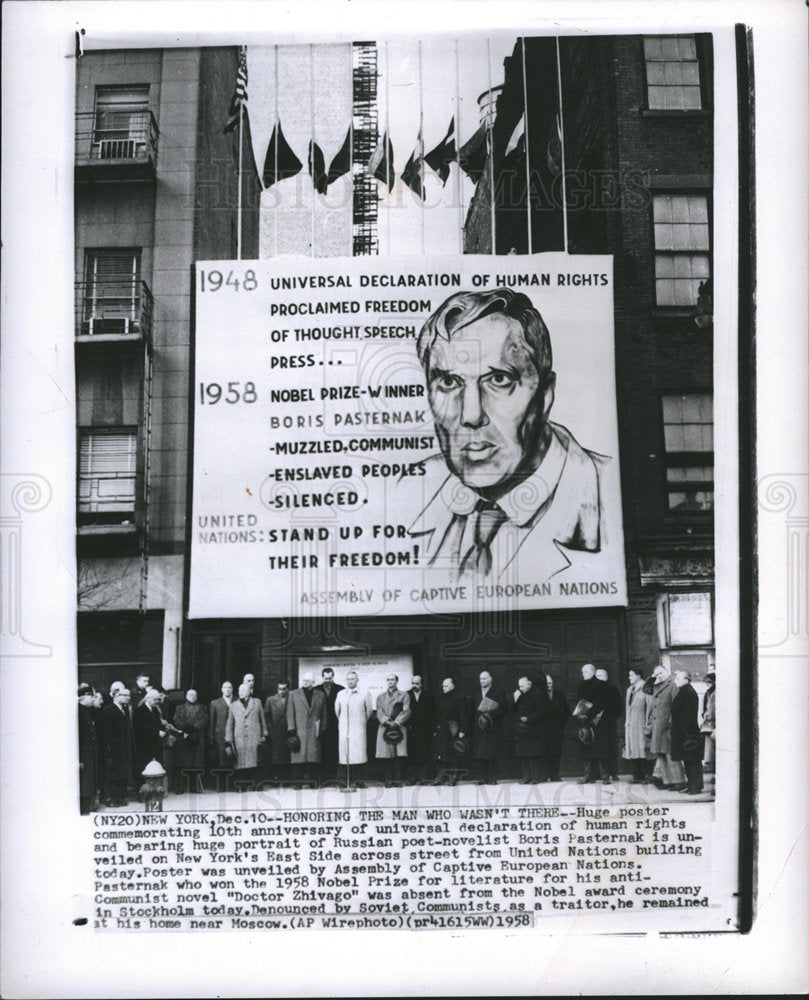 1948 UNIVERSAL DECLARATION OF HUMAN RIGHTS
PROCLAIMED FREEDOM
OF THOUGHT, SPEECH,
PRESS...
1958 NOBEL PRIZE-WINNER
BORIS PASTERNAK
-MUZZLED. COMMUNIST
-ENSLAVED PEOPLES
-SILENCED.
UNITED
NATIONS: STAND UP FOR
THEIR FREEDOM!
ASSEMBLY OF CAPTIVE EUROPEAN NATIONS
(NY20)NEW YORK,Dec.10--HONORING THE MAN WHO WASN'T THERE--Huge poster
commemorating 10th anniversary of universal declaration of human rights
and bearing huge portrait of Russian poet-novelist Boris Pasternak is un-
veiled on New York's East Side across street from United Nations building
today.Poster was unveiled by Assembly of Captive European Nations.
Pasternak who won the 1958 Nobel Prize for literature for his anti-
Communist novel "Doctor Zhivago" was absent from the Nobel award ceremony
in Stockholm today.Denounced by Soviet Communists as a traitor,he remained
at his home near Moscow.(AP Wirephoto)(pr41615WW)1958
HISTORIC IMAGES